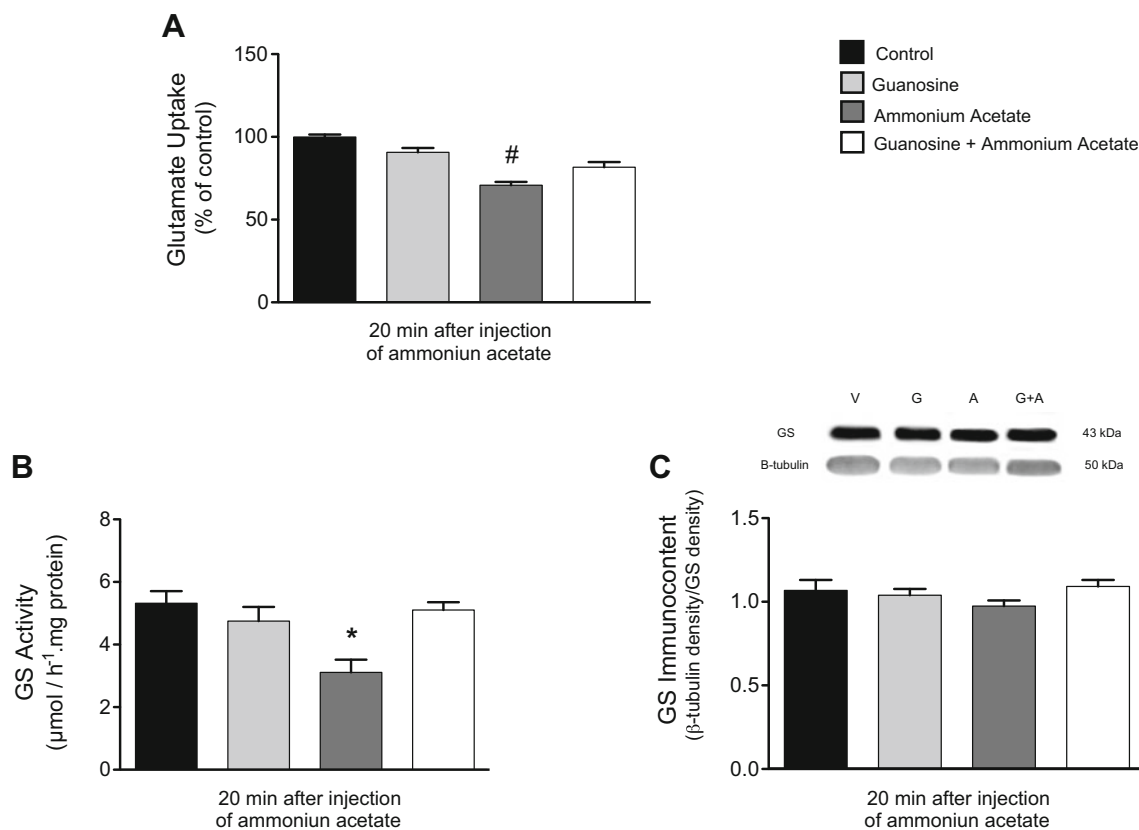 A
150
100
50
0
Glutamate Uptake
(% of control)
#
20 min after injection
of ammoniun acetate
Control
Guanosine
Ammonium Acetate
Guanosine + Ammonium Acetate
B
8
6
4
2
0
GS Activity
(µmol / h⁻¹.mg protein)
*
20 min after injection
of ammoniun acetate
V G A G+A
GS 43 kDa
B-tubulin 50 kDa
C
1.5
1.0
0.5
0.0
GS Immunocontent
(β-tubulin density/GS density)
20 min after injection
of ammoniun acetate